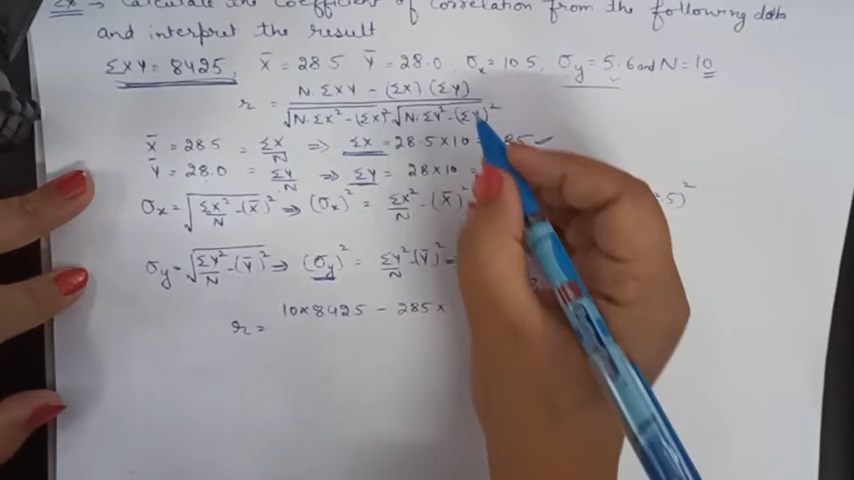 Ex → Calculate the coefficient of correlation from the following data
and interpret the result
ΣXY = 8425, X̄ = 28.5 Ȳ = 28.0 σx = 10.5, σy = 5.6 and N = 10
r = N·ΣXY - (ΣX)(ΣY) / √N·ΣX² - (ΣX)² √N·ΣY² - (ΣY)²
X̄ = 28.5 = ΣX/N ⇒ ΣX = 28.5×10 = 285
Ȳ = 28.0 = ΣY/N ⇒ ΣY = 28×10 =
σx = √ΣX²/N - (X̄)² ⇒ (σx)² = ΣX²/N - (X̄)²
σy = √ΣY²/N - (Ȳ)² ⇒ (σy)² = ΣY²/N - (Ȳ)² =
r = 10×8425 - 285×